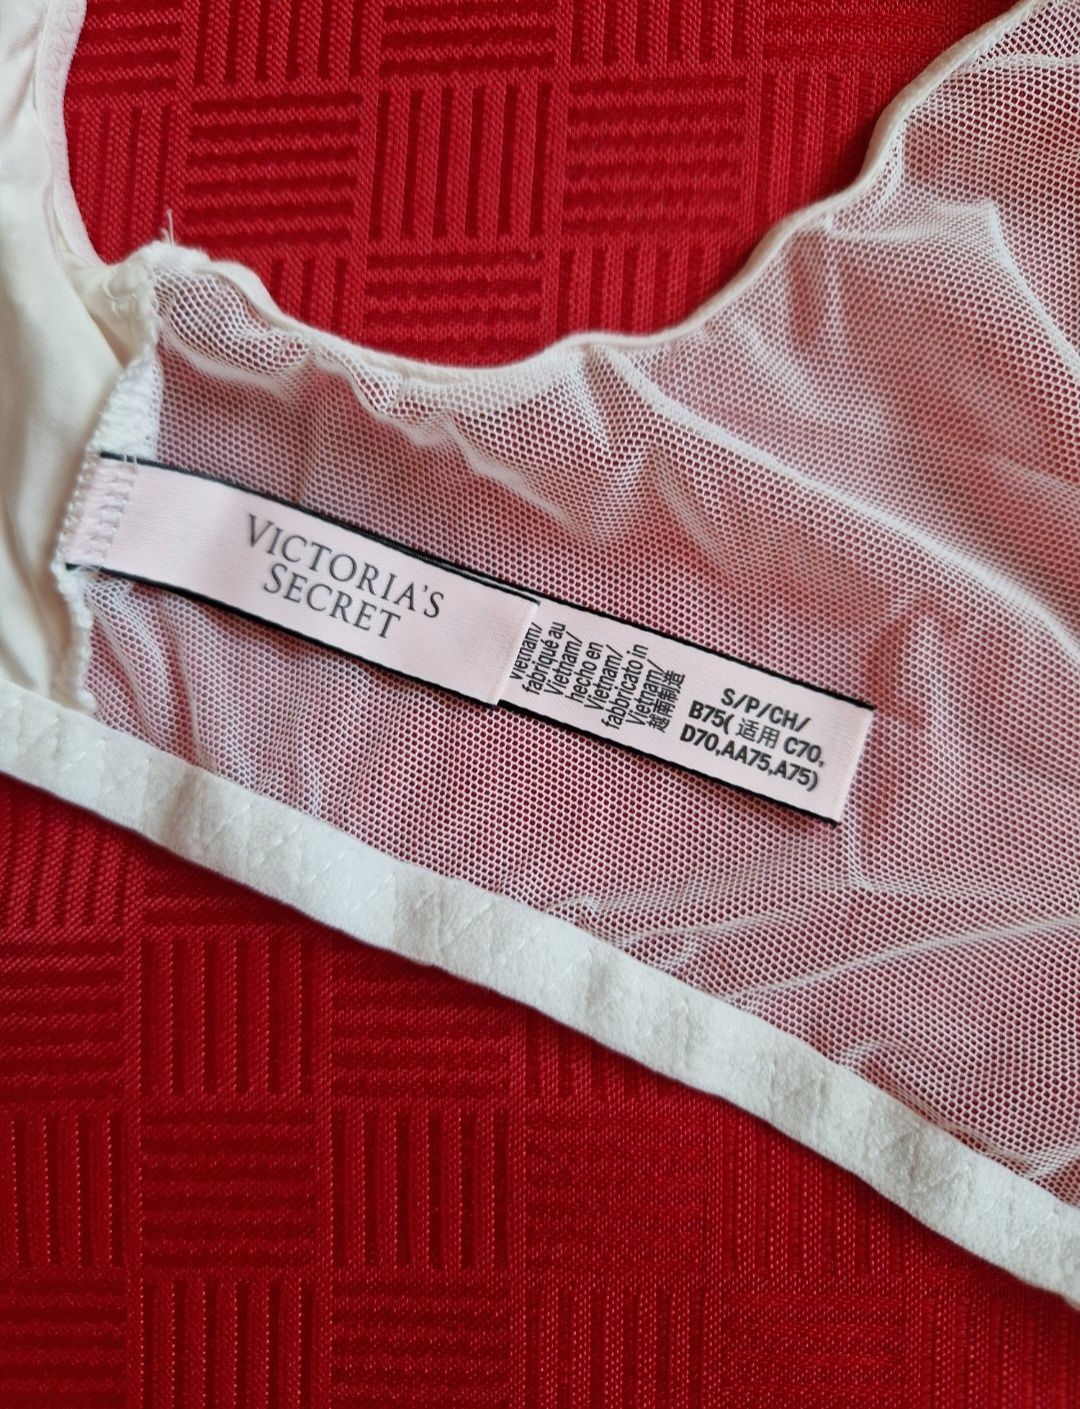 VICTORIA'S
SECRET
Vietnam/
fabriqué au
Vietnam/
hecho en
Vietnam/
fabbricato in
Vietnam/
越南制造
S/P/CH/
B75( 适用 C70,
D70,AA75,A75)